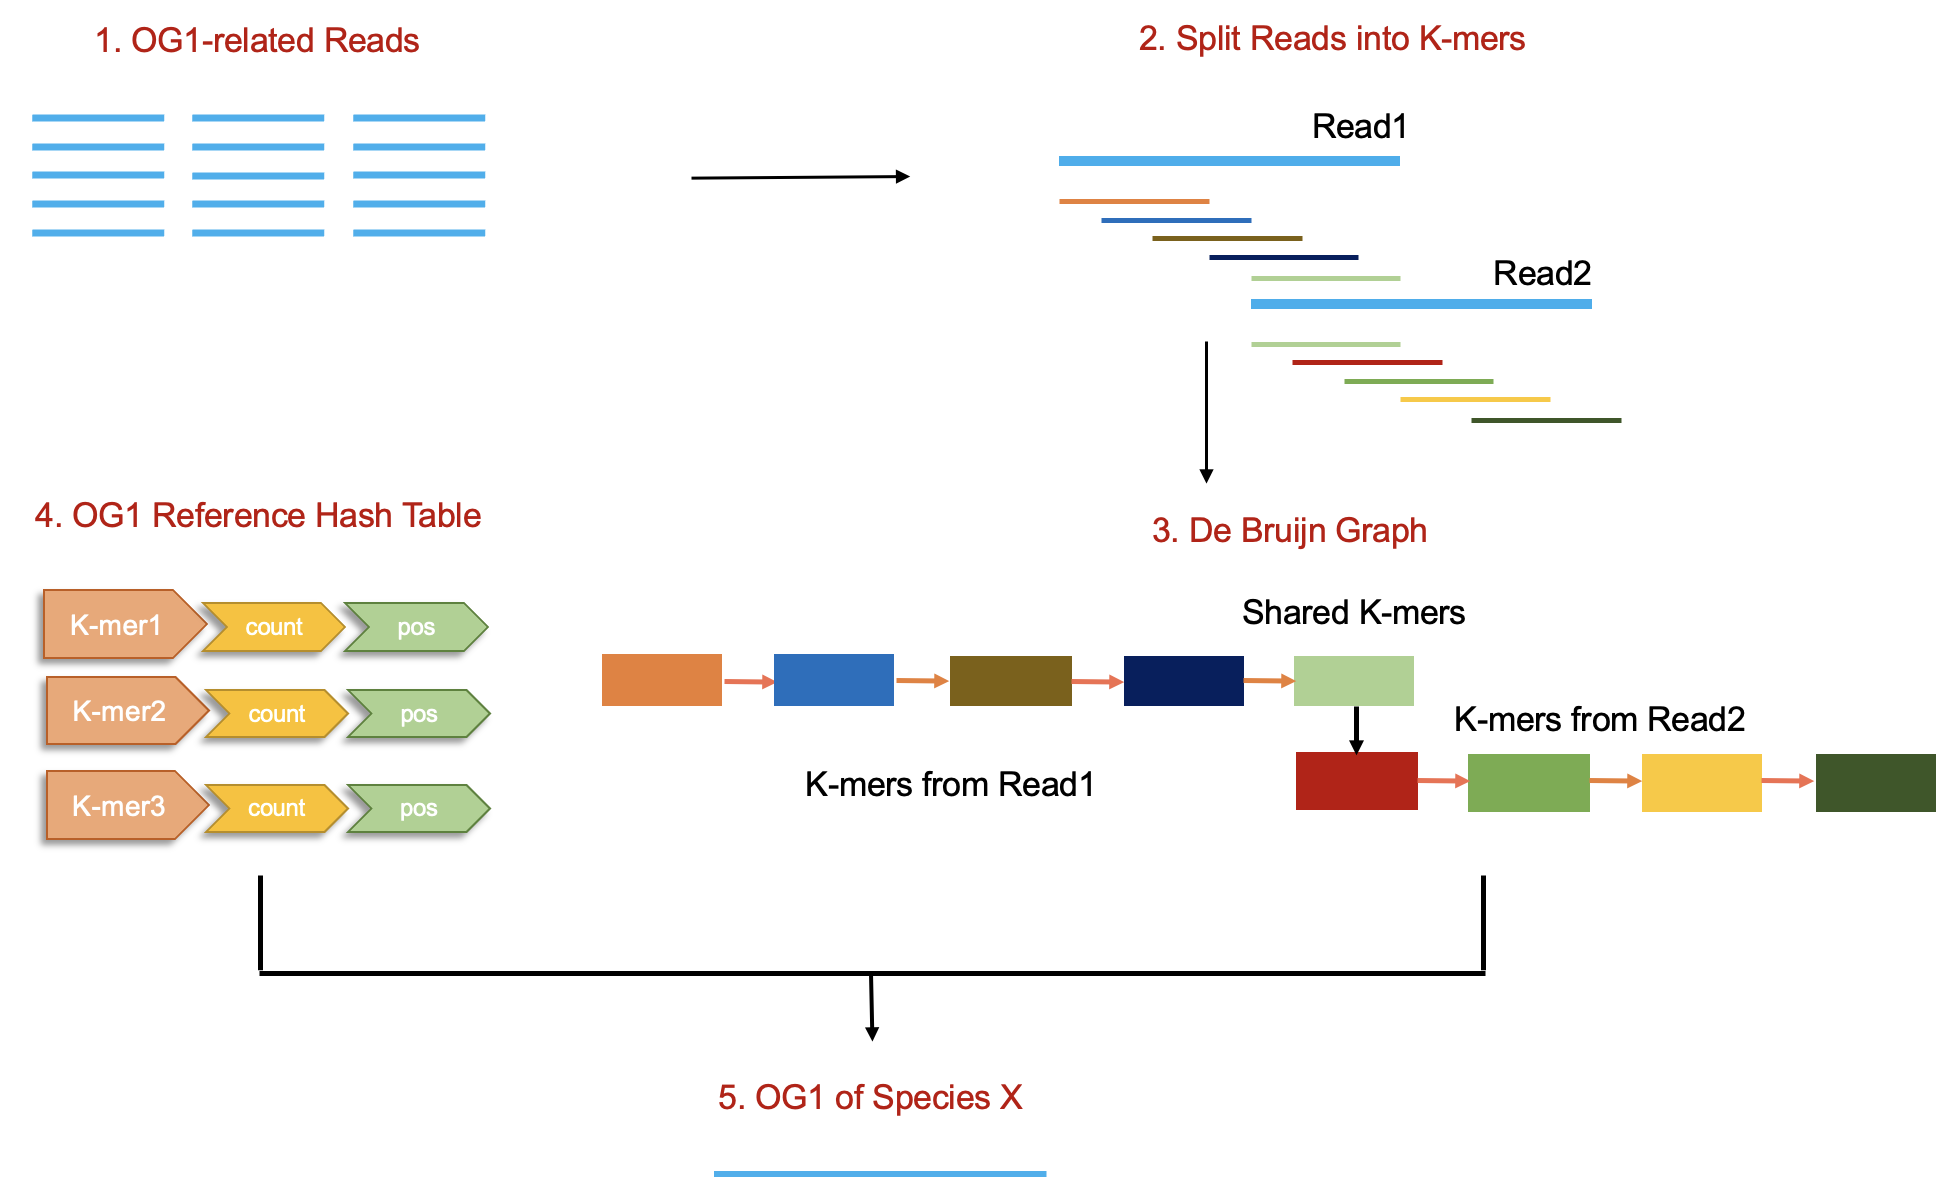 1. OG1-related Reads
2. Split Reads into K-mers
Read1
Read2
3. De Bruijn Graph
Shared K-mers
K-mers from Read2
K-mers from Read1
4. OG1 Reference Hash Table
K-mer1 count pos
K-mer2 count pos
K-mer3 count pos
5. OG1 of Species X